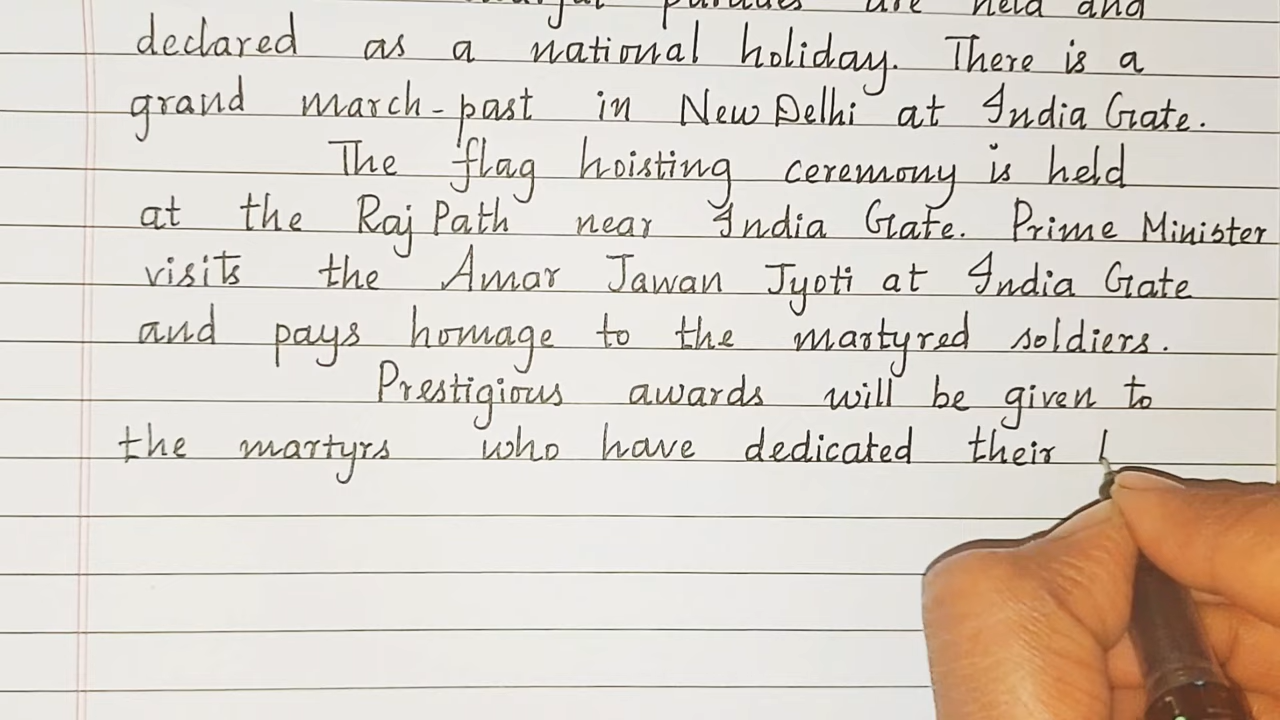 are held and
declared as a national holiday. There is a
grand march-past in New Delhi at India Gate.
The flag hoisting ceremony is held
at the Raj Path near India Gate. Prime Minister
visits the Amar Jawan Jyoti at India Gate
and pays homage to the martyred soldiers.
Prestigious awards will be given to
the martyrs who have dedicated their